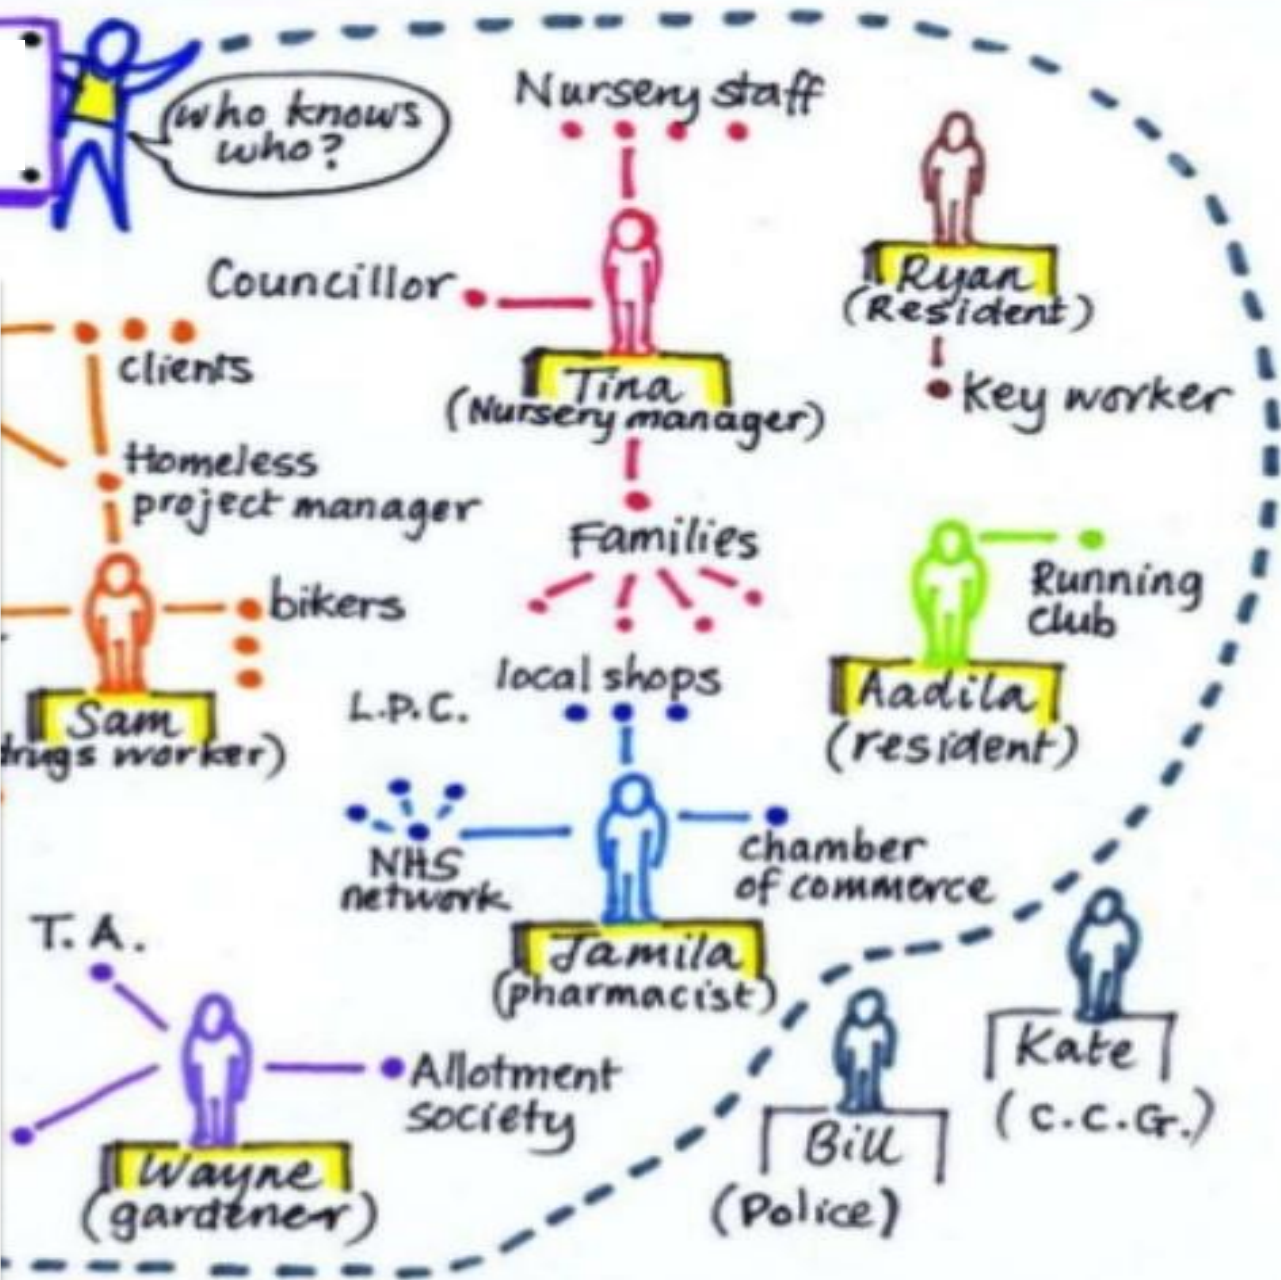 who knows
who?
Nursery staff
Councillor
Tina
(Nursery manager)
Ryan
(Resident)
Key worker
clients
Homeless
project manager
Families
bikers
Sam
drugs worker)
Running
club
Aadila
(resident)
L.P.C.
local shops
NHS
network
chamber
of commerce
Jamila
(pharmacist)
T.A.
Allotment
society
Wayne
(gardener)
Kate
(C.C.G.)
Bill
(Police)